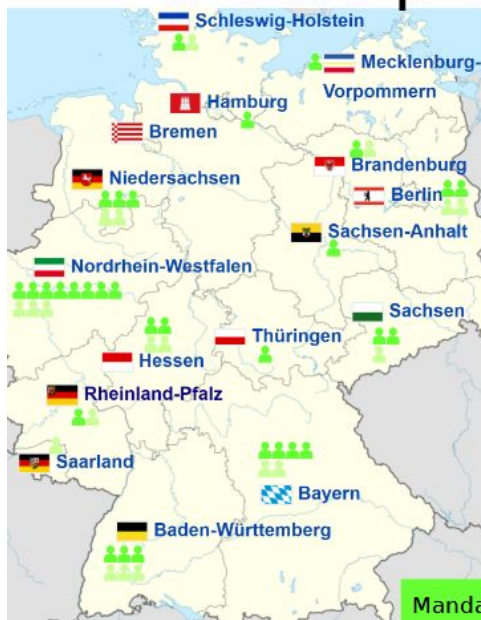 Schleswig-Holstein
Mecklenburg-
Vorpommern
Hamburg
Bremen
Brandenburg
Niedersachsen
Berlin
Sachsen-Anhalt
Nordrhein-Westfalen
Sachsen
Thüringen
Hessen
Rheinland-Pfalz
Saarland
Bayern
Baden-Württemberg
Manda